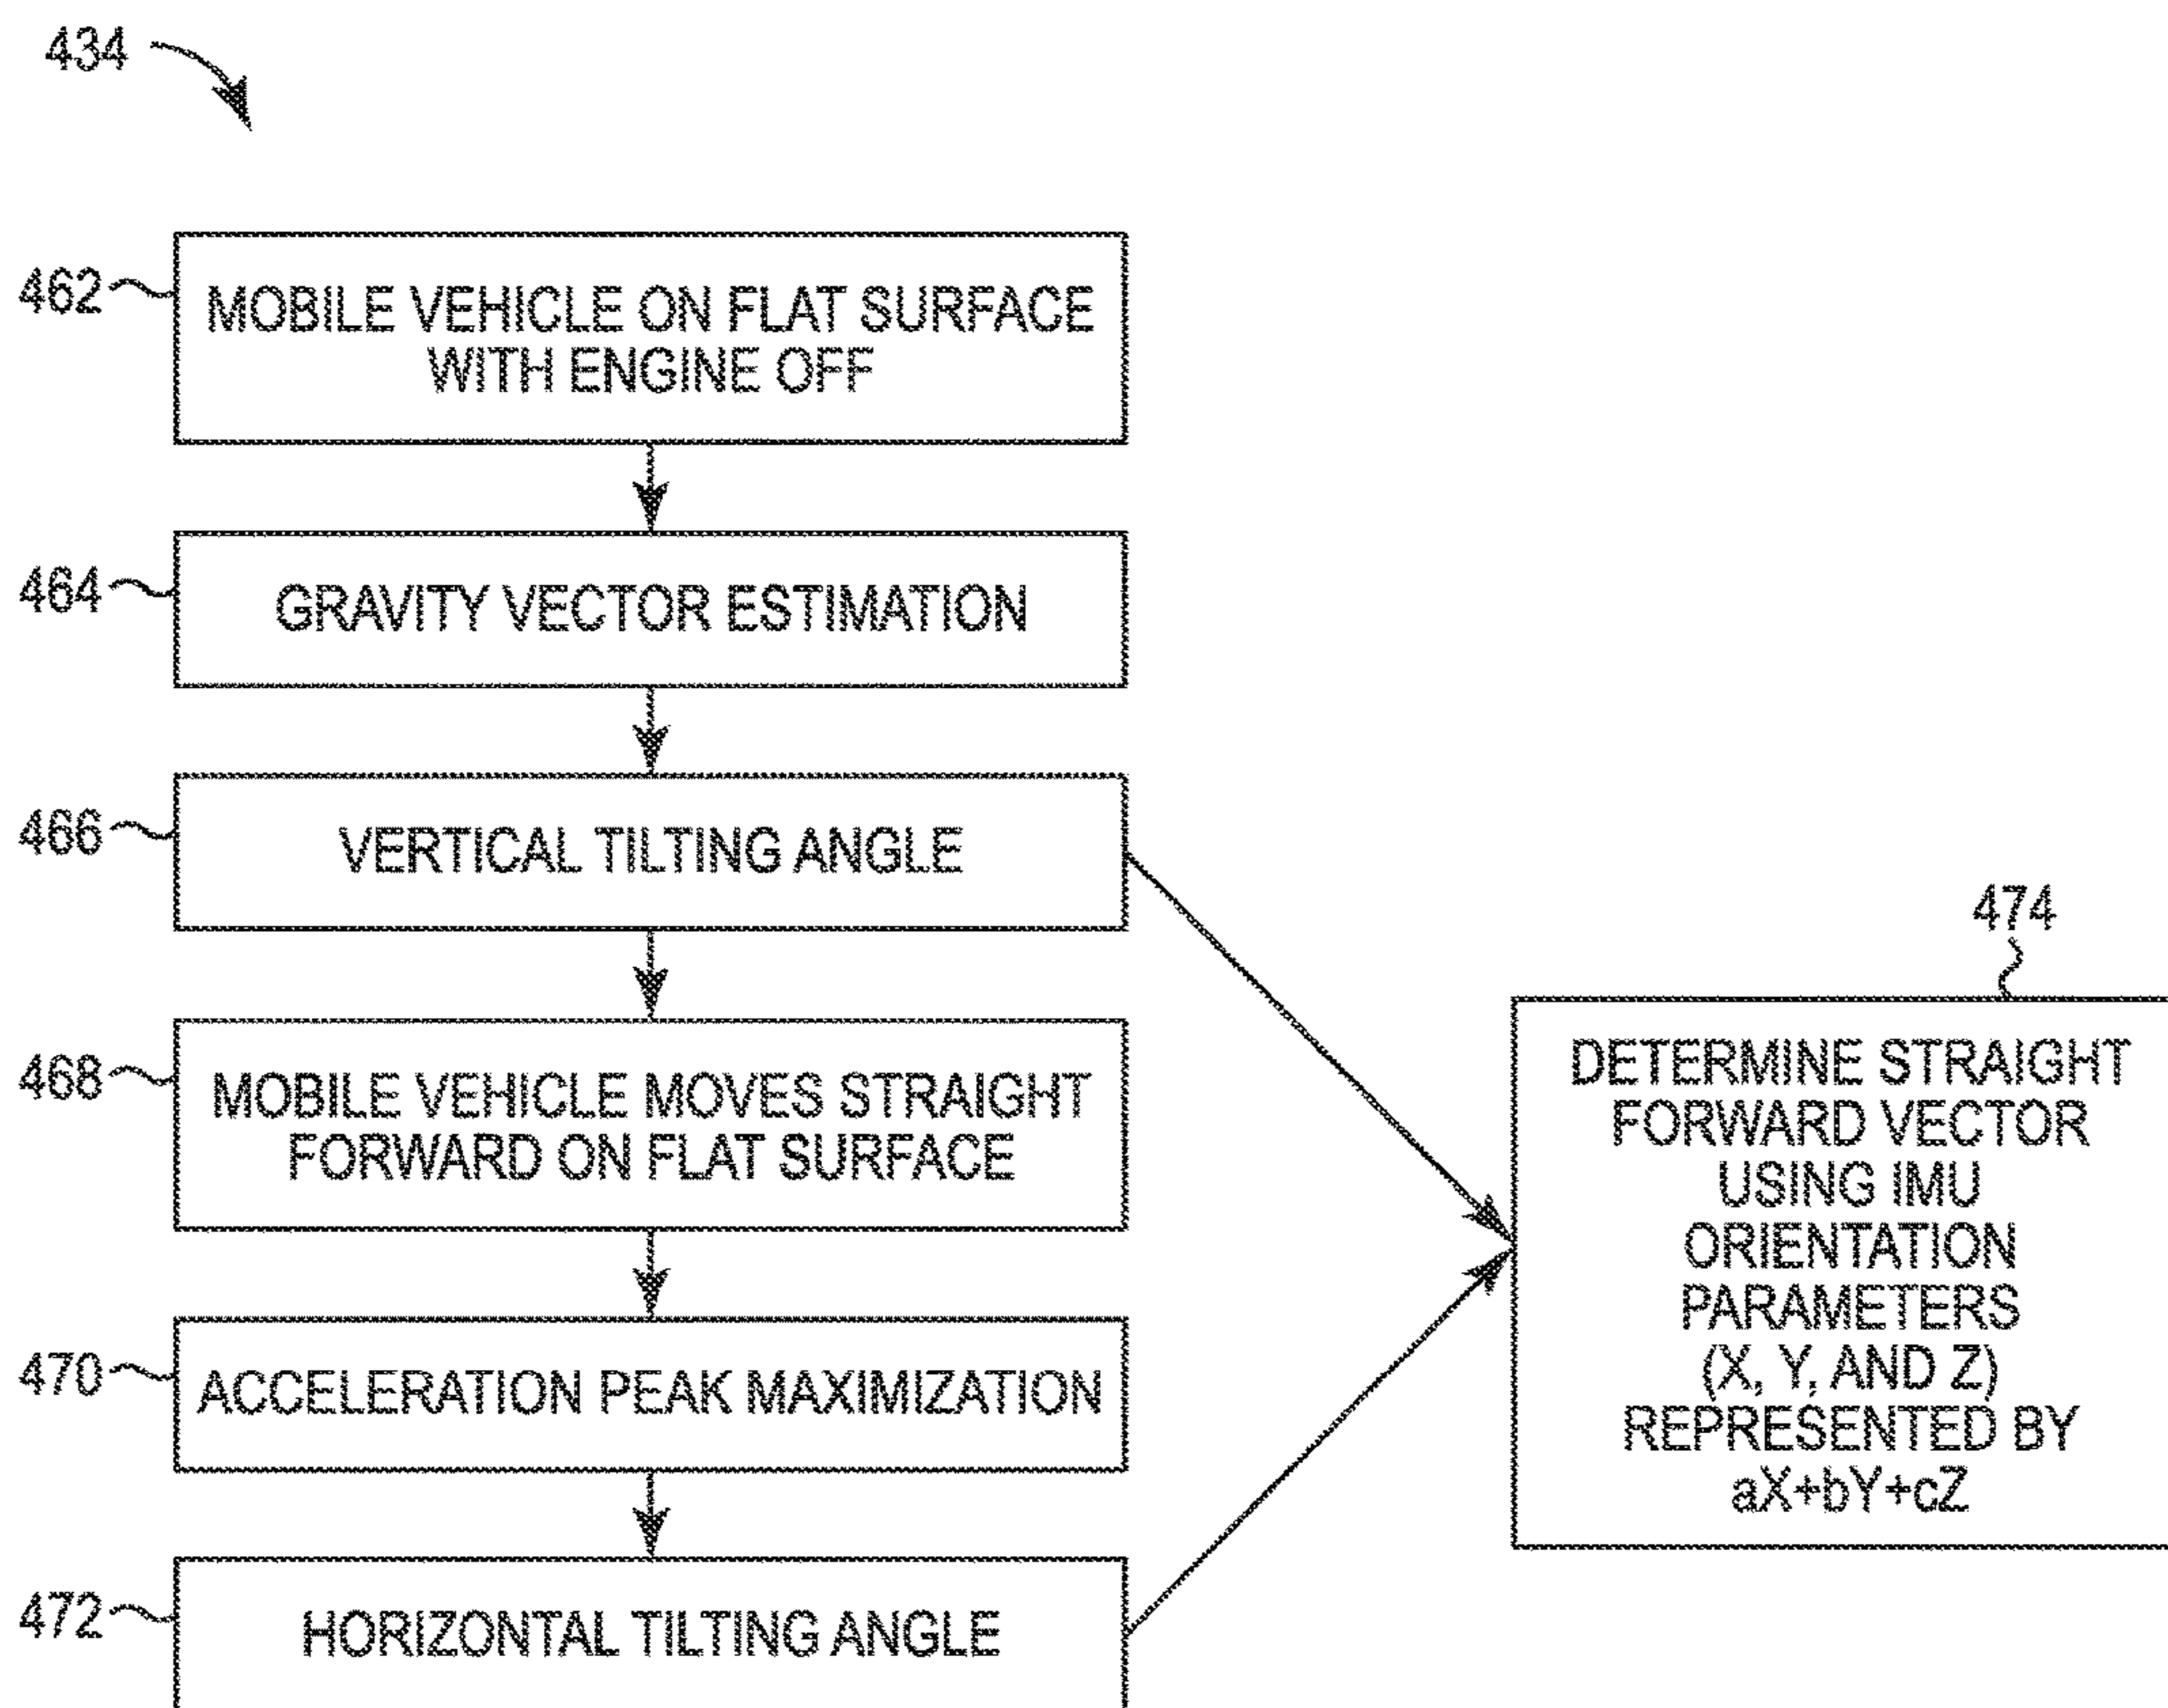 434
462
MOBILE VEHICLE ON FLAT SURFACE
WITH ENGINE OFF
464
GRAVITY VECTOR ESTIMATION
466
VERTICAL TILTING ANGLE
468
MOBILE VEHICLE MOVES STRAIGHT
FORWARD ON FLAT SURFACE
470
ACCELERATION PEAK MAXIMIZATION
472
HORIZONTAL TILTING ANGLE
474
DETERMINE STRAIGHT
FORWARD VECTOR
USING IMU
ORIENTATION
PARAMETERS
(X, Y, AND Z)
REPRESENTED BY
aX+bY+cZ